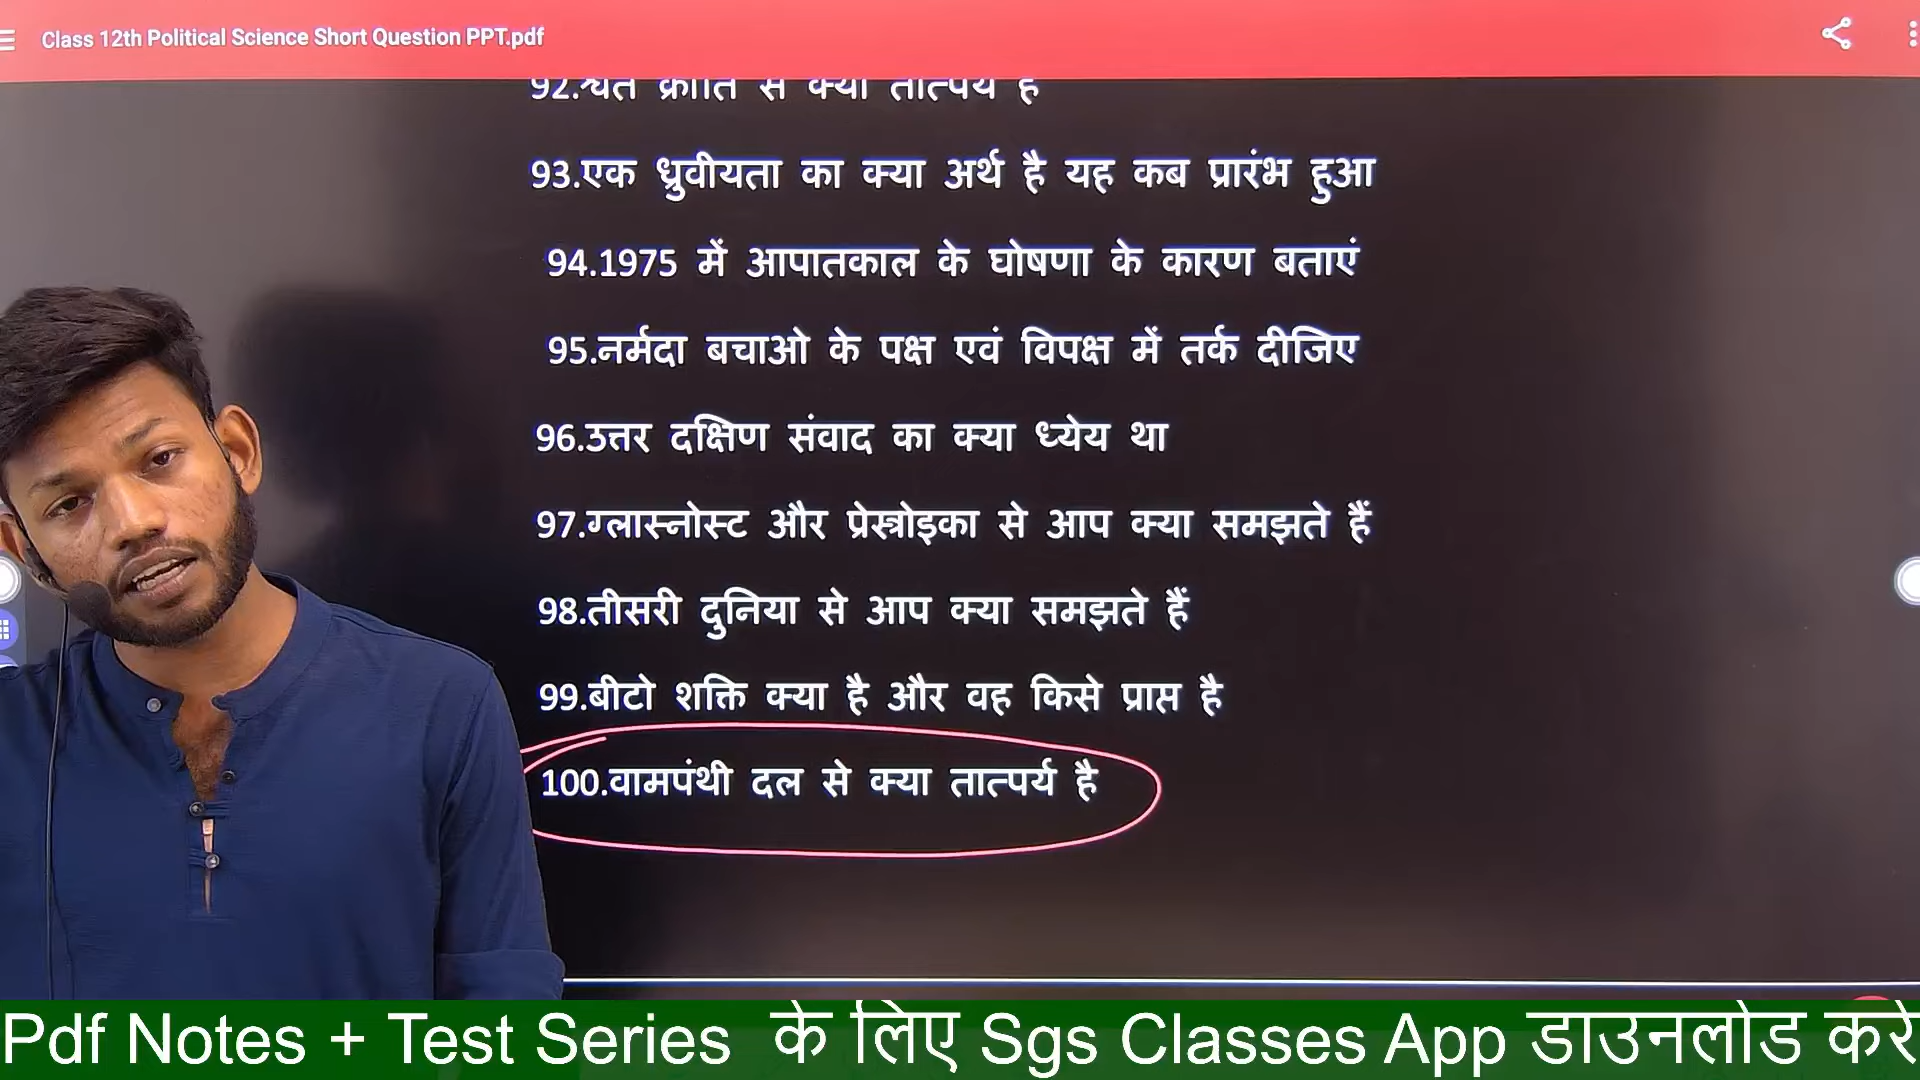 Class 12th Political Science Short Question PPT.pdf
92.श्वेत क्रांति से क्या तात्पर्य है
93.एक ध्रुवीयता का क्या अर्थ है यह कब प्रारंभ हुआ
94.1975 में आपातकाल के घोषणा के कारण बताएं
95.नर्मदा बचाओ के पक्ष एवं विपक्ष में तर्क दीजिए
96.उत्तर दक्षिण संवाद का क्या ध्येय था
97.ग्लास्नोस्ट और प्रेस्त्रोइका से आप क्या समझते हैं
98.तीसरी दुनिया से आप क्या समझते हैं
99.बीटो शक्ति क्या है और वह किसे प्राप्त है
100.वामपंथी दल से क्या तात्पर्य है
Pdf Notes + Test Series के लिए Sgs Classes App डाउनलोड करे